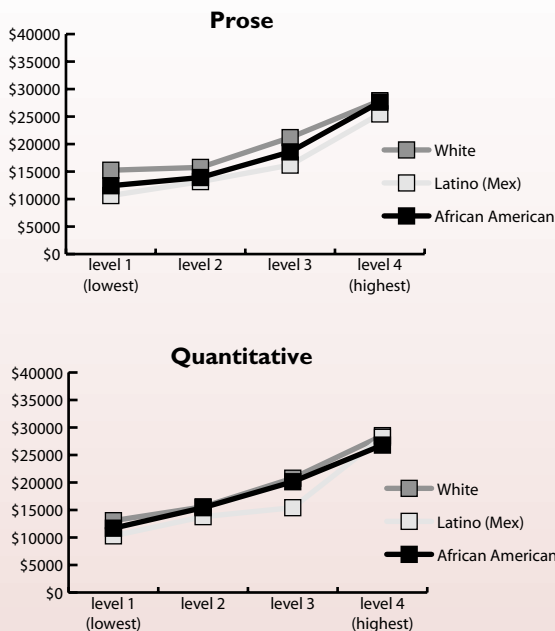 Prose
$40000
$35000
$30000
$25000
$20000
$15000
$10000
$5000
$0
level 1
(lowest)
level 2
level 3
level 4
(highest)
White
Latino (Mex)
African American
Quantitative
$40000
$35000
$30000
$25000
$20000
$15000
$10000
$5000
$0
level 1
(lowest)
level 2
level 3
level 4
(highest)
White
Latino (Mex)
African American